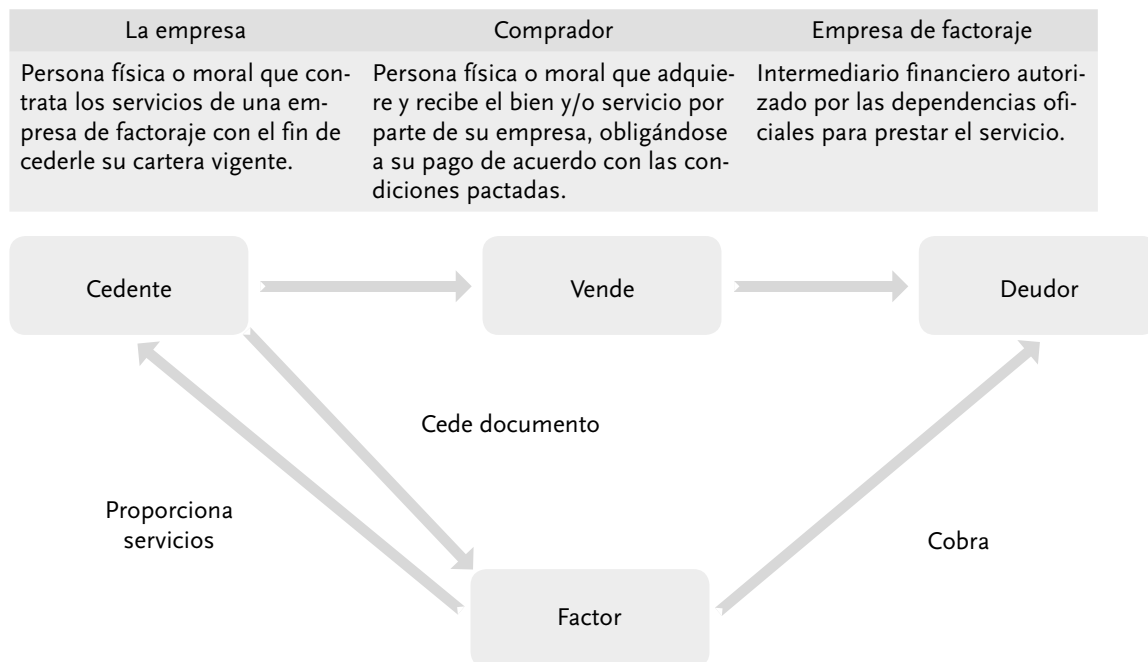 La empresa
Comprador
Empresa de factoraje
Persona física o moral que con-
trata los servicios de una em-
presa de factoraje con el fin de
cederle su cartera vigente.
Persona física o moral que adquie-
re y recibe el bien y/o servicio por
parte de su empresa, obligándose
a su pago de acuerdo con las con-
diciones pactadas.
Intermediario financiero autori-
zado por las dependencias ofi-
ciales para prestar el servicio.
Cedente
Vende
Deudor
Cede documento
Proporciona
servicios
Cobra
Factor